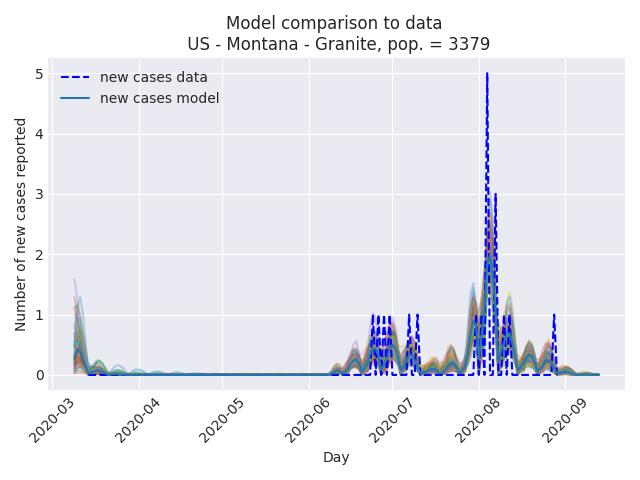 Model comparison to data
US - Montana - Granite, pop. = 3379
new cases data
new cases model
Number of new cases reported
5
4
3
2
1
0
2020-03
2020-04
2020-05
2020-06
2020-07
2020-08
2020-09
Day